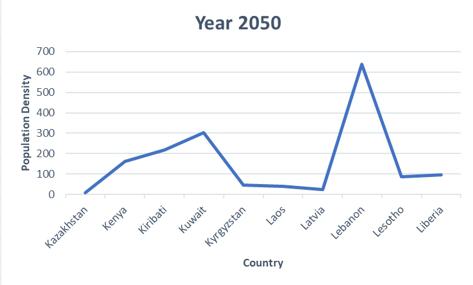 Year 2050
Population Density
700
600
500
400
300
200
100
0
Kazakhstan
Kenya
Kiribati
Kuwait
Kyrgyzstan
Laos
Latvia
Lebanon
Lesotho
Liberia
Country